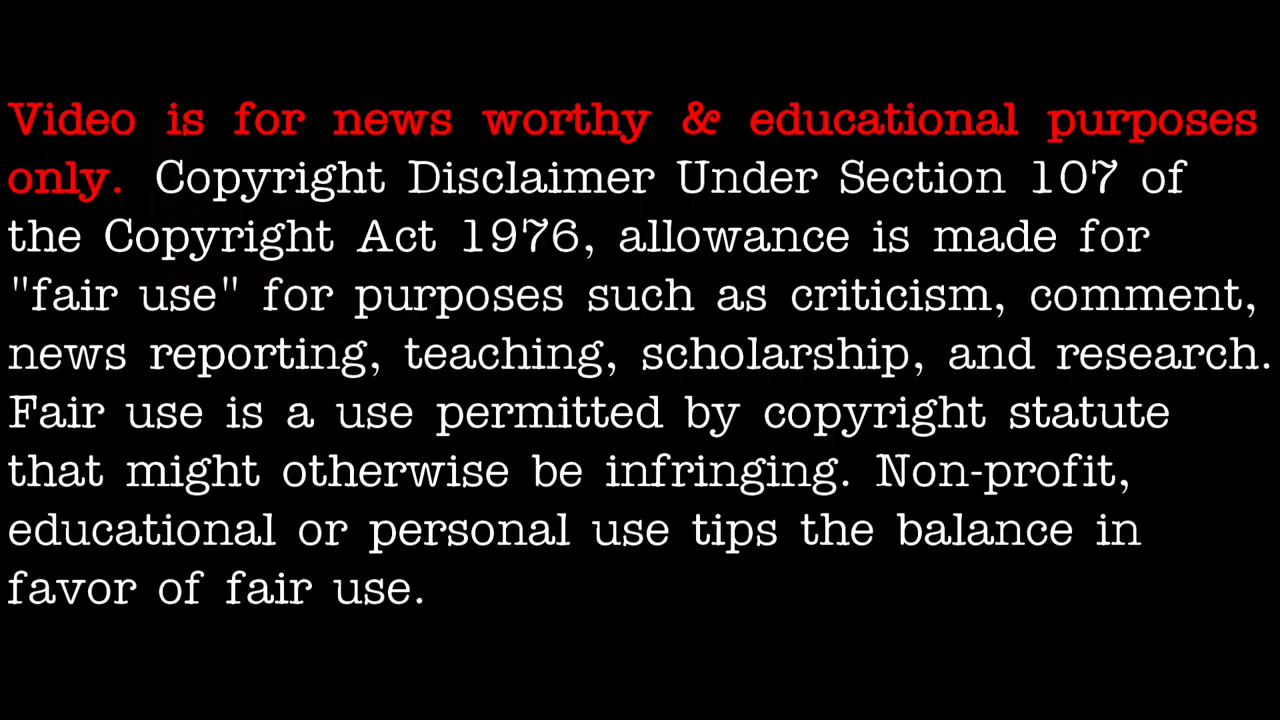 Video is for news worthy & educational purposes
only. Copyright Disclaimer Under Section 107 of
the Copyright Act 1976, allowance is made for
"fair use" for purposes such as criticism, comment,
news reporting, teaching, scholarship, and research.
Fair use is a use permitted by copyright statute
that might otherwise be infringing. Non-profit,
educational or personal use tips the balance in
favor of fair use.